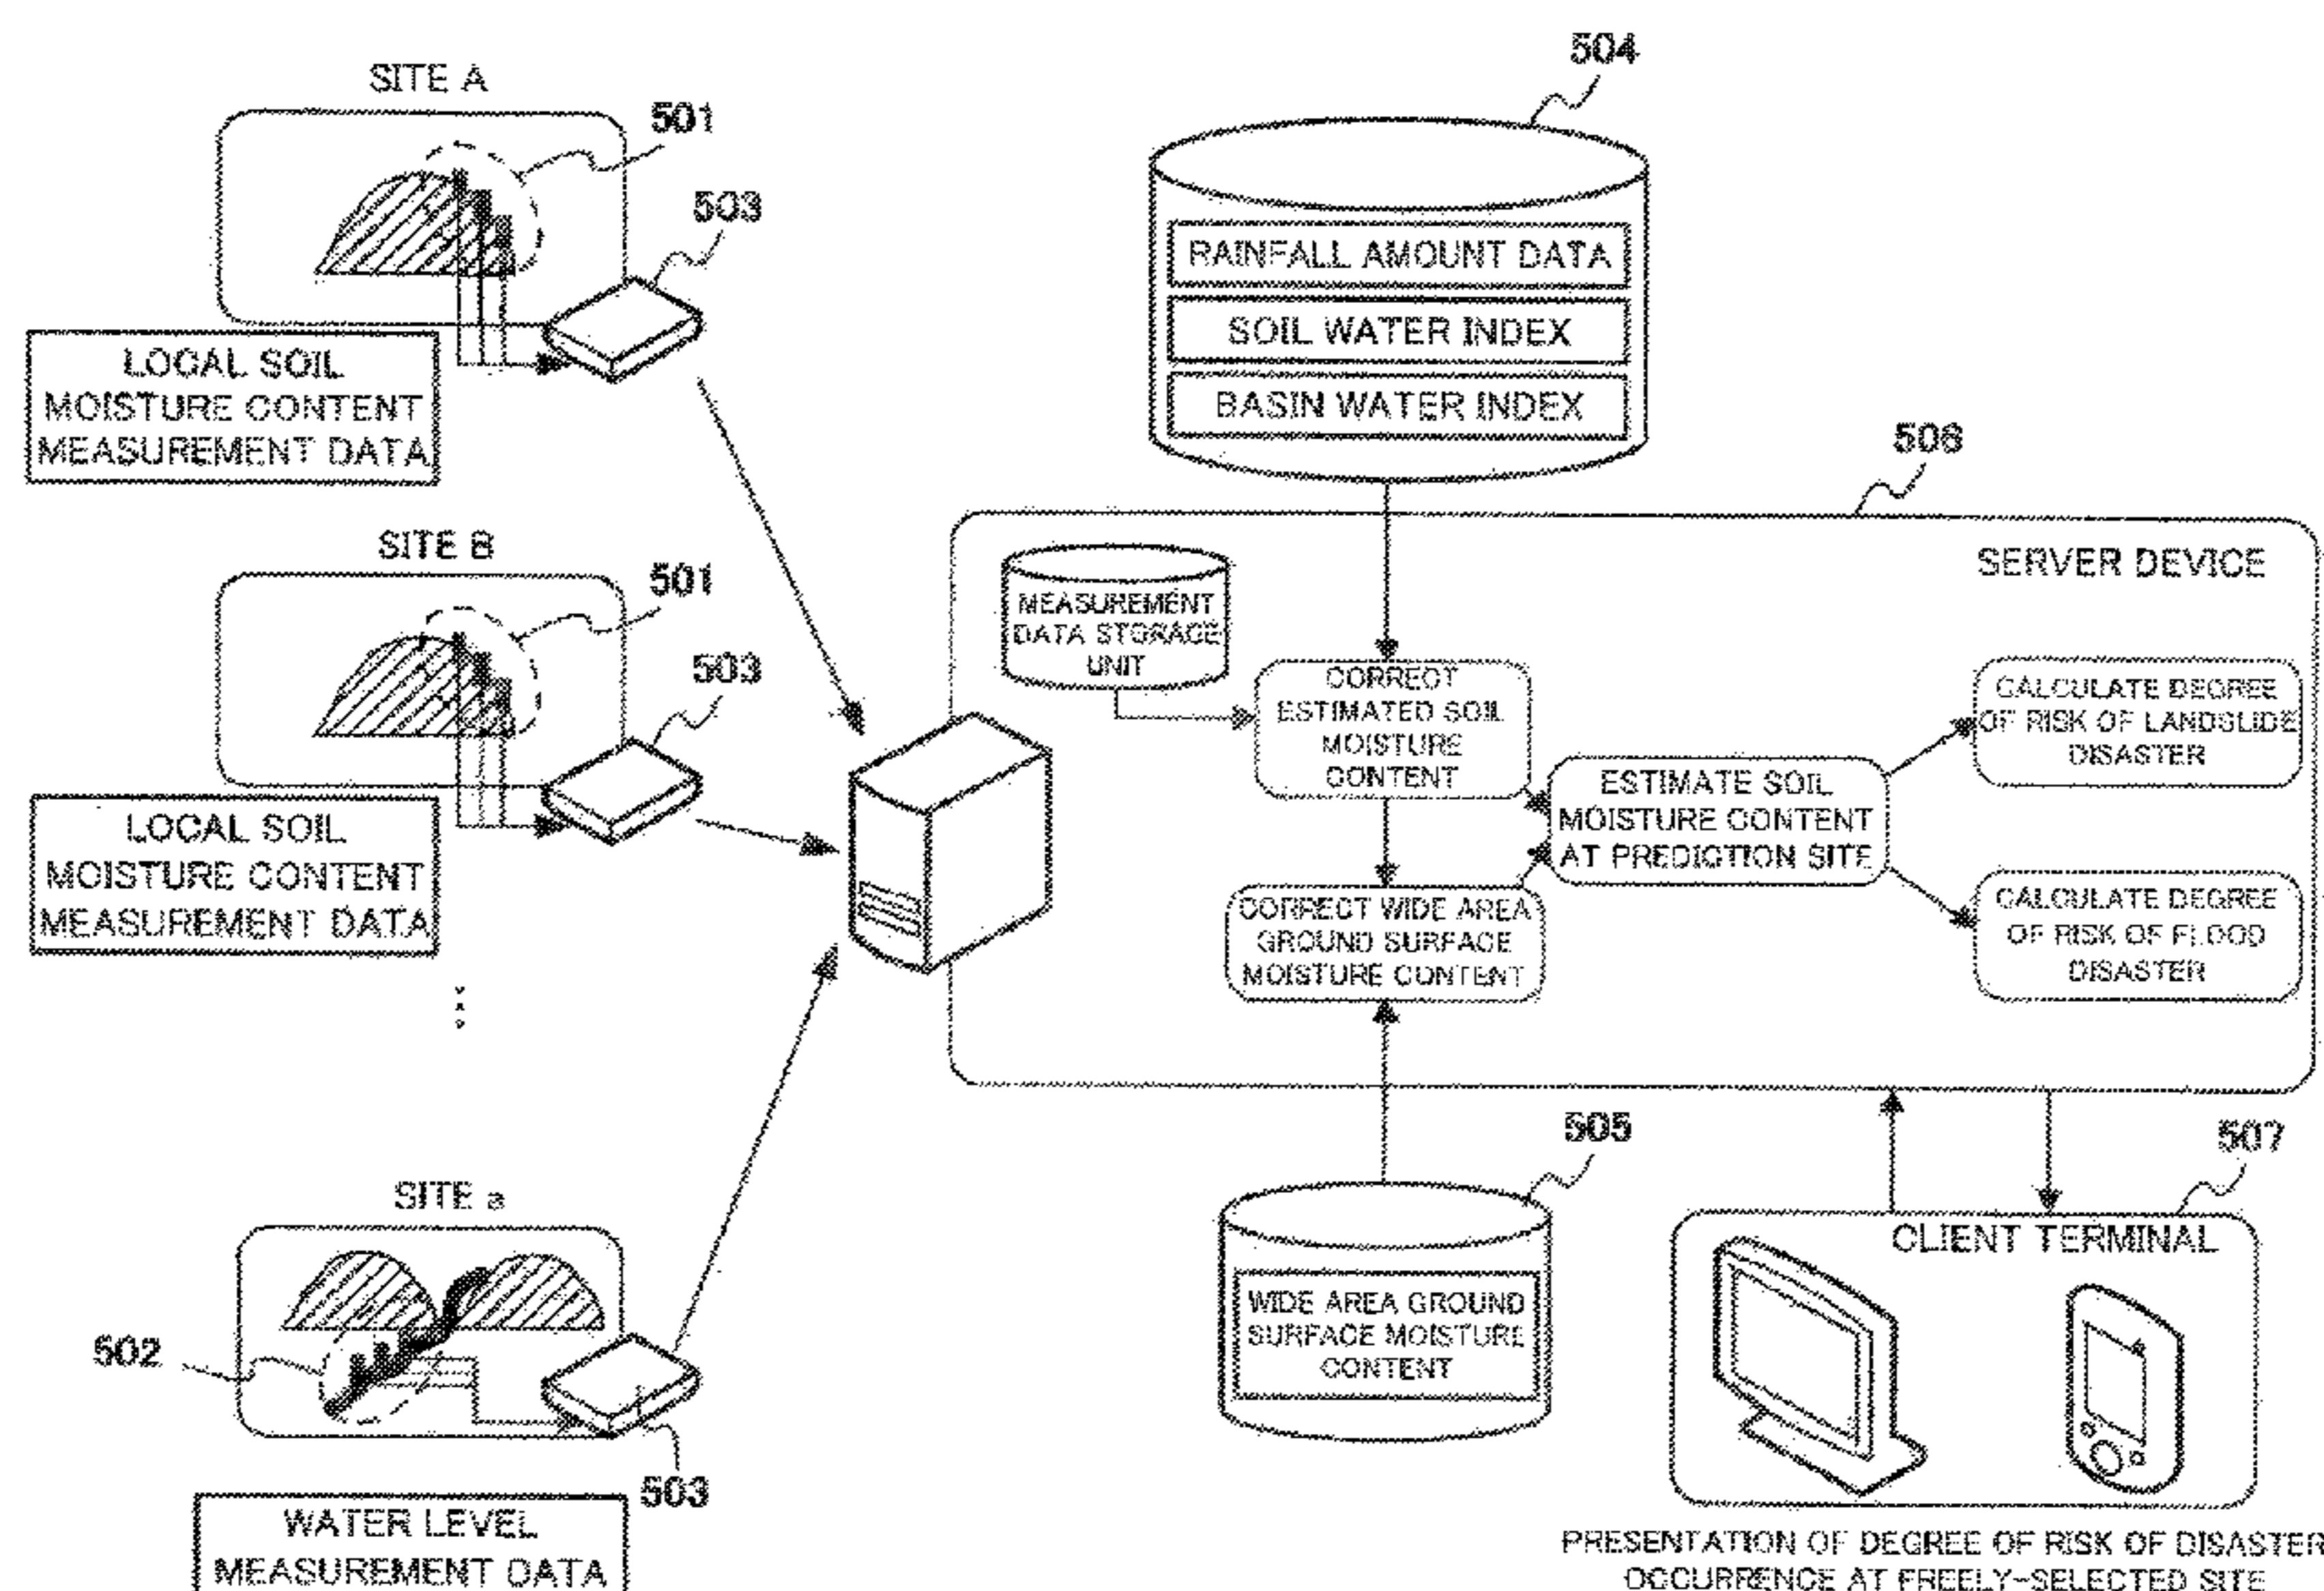 504
SITE A
501
503
RAINFALL AMOUNT DATA
SOIL WATER INDEX
BASIN WATER INDEX
LOCAL SOIL
MOISTURE CONTENT
MEASUREMENT DATA
506
SITE B
501
503
SERVER DEVICE
MEASUREMENT
DATA STORAGE
UNIT
CORRECT
ESTIMATED SOIL
MOISTURE
CONTENT
CALCULATE DEGREE
OF RISK OF LANDSLIDE
DISASTER
ESTIMATE SOIL
MOISTURE CONTENT
AT PREDICTION SITE
LOCAL SOIL
MOISTURE CONTENT
MEASUREMENT DATA
CORRECT WIDE AREA
GROUND SURFACE
MOISTURE CONTENT
CALCULATE DEGREE
OF RISK OF FLOOD
DISASTER
505
507
SITE a
CLIENT TERMINAL
WIDE AREA GROUND
SURFACE MOISTURE
CONTENT
502
503
WATER LEVEL
MEASUREMENT DATA
PRESENTATION OF DEGREE OF RISK OF DISASTER
OCCURRENCE AT FREELY-SELECTED SITE